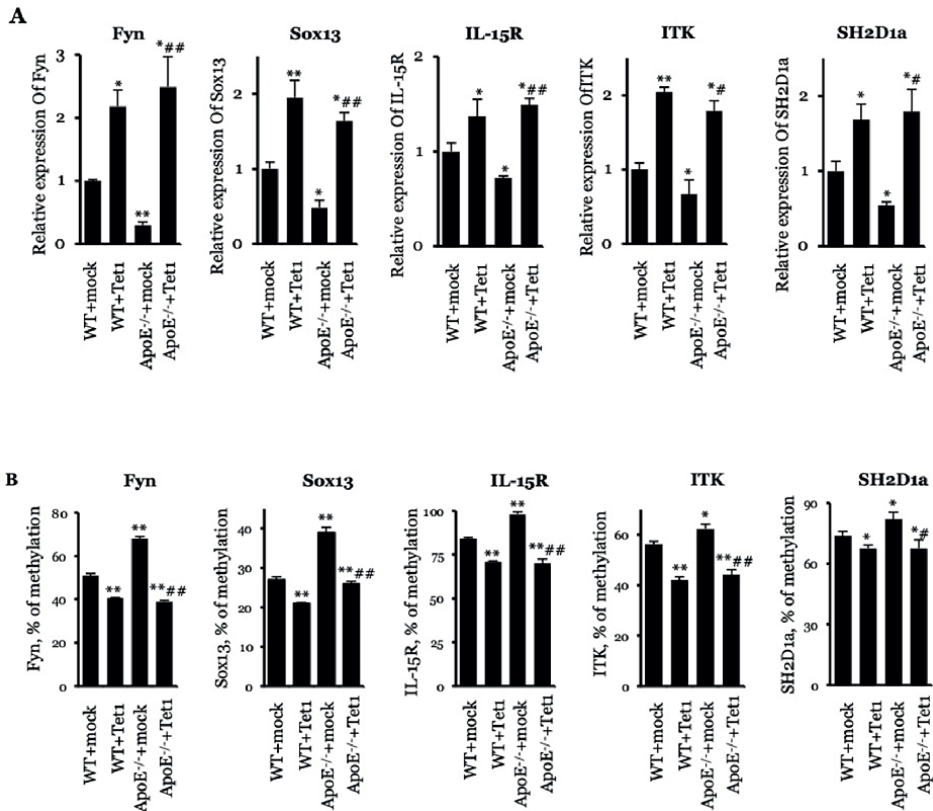 A
Fyn
Sox13
IL-15R
ITK
SH2D1a
Relative expression Of Fyn
3
2
1
0
* 
*
**
*##
WT+mock
WT+Tet1
ApoE-/-+mock
ApoE-/-+Tet1
Relative expression Of Sox13
2
1
0
**
*
*##
WT+mock
WT+Tet1
ApoE-/-+mock
ApoE-/-+Tet1
Relative expression Of IL-15R
2
1
0
*
*
*##
WT+mock
WT+Tet1
ApoE-/-+mock
ApoE-/-+Tet1
Relative expression OfITK
2
1
0
**
*
*#
WT+mock
WT+Tet1
ApoE-/-+mock
ApoE-/-+Tet1
Relative expression Of SH2D1a
2
1
0
*
*
*#
WT+mock
WT+Tet1
ApoE-/-+mock
ApoE-/-+Tet1
B
Fyn
Sox13
IL-15R
ITK
SH2D1a
Fyn, % of methylation
80
60
40
20
0
**
**
**##
WT+mock
WT+Tet1
ApoE-/-+mock
ApoE-/-+Tet1
Sox13, % of methylation
40
20
0
**
**
**##
WT+mock
WT+Tet1
ApoE-/-+mock
ApoE-/-+Tet1
IL-15R, % of methylation
100
75
50
25
0
**
**
**##
WT+mock
WT+Tet1
ApoE-/-+mock
ApoE-/-+Tet1
ITK, % of methylation
60
40
20
0
**
*
**##
WT+mock
WT+Tet1
ApoE-/-+mock
ApoE-/-+Tet1
SH2D1a, % of methylation
90
60
30
0
*
*
*#
WT+mock
WT+Tet1
ApoE-/-+mock
ApoE-/-+Tet1